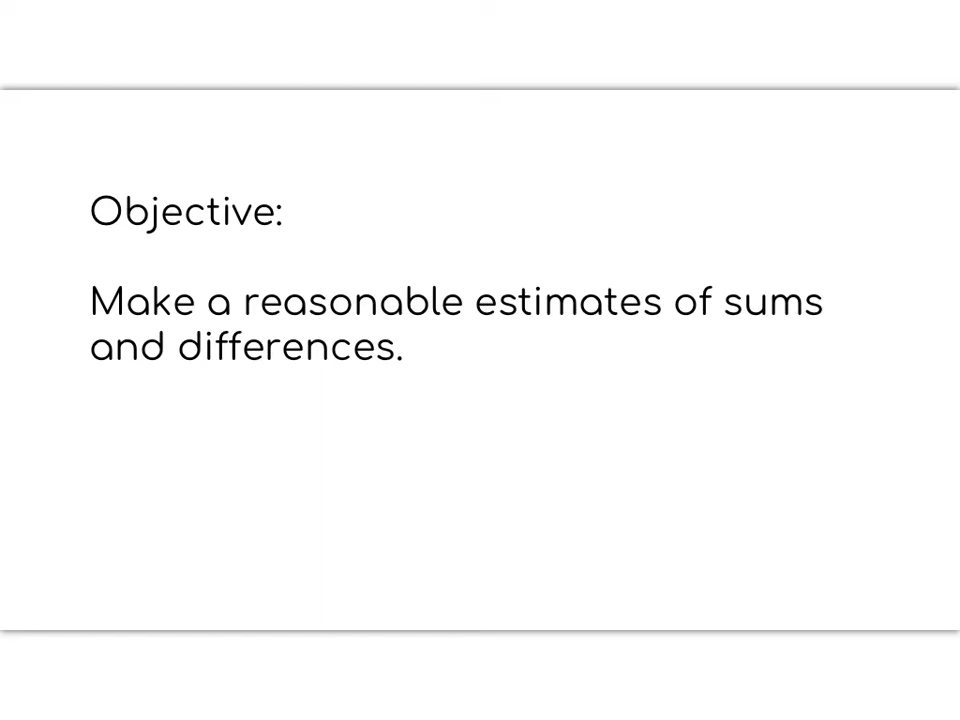 Objective:
Make a reasonable estimates of sums
and differences.